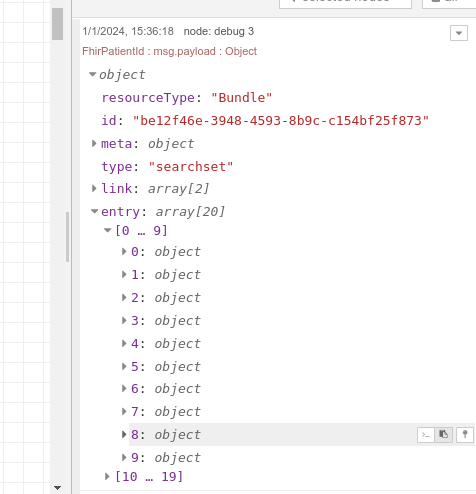 1/1/2024, 15:36:18 node: debug 3
FhirPatientId : msg.payload : Object
object
resourceType: "Bundle"
id: "be12f46e-3948-4593-8b9c-c154bf25f873"
meta: object
type: "searchset"
link: array[2]
entry: array[20]
[0 … 9]
0: object
1: object
2: object
3: object
4: object
5: object
6: object
7: object
8: object
9: object
[10 … 19]